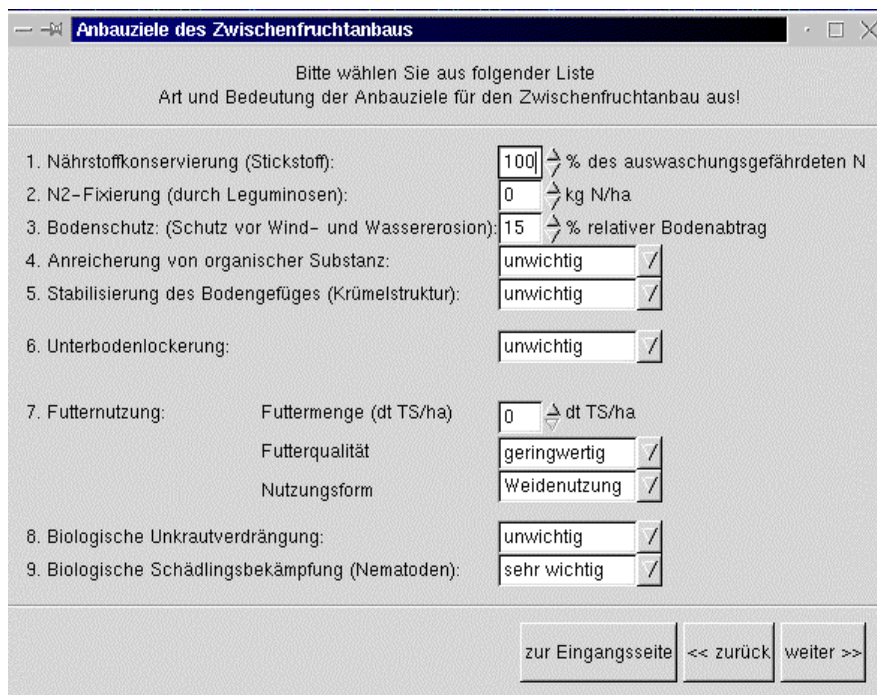 Anbauziele des Zwischenfruchtanbaus
Bitte wählen Sie aus folgender Liste
Art und Bedeutung der Anbauziele für den Zwischenfruchtanbau aus!
1. Nährstoffkonservierung (Stickstoff): 100 % des auswaschungsgefährdeten N
2. N2-Fixierung (durch Leguminosen): 0 kg N/ha
3. Bodenschutz: (Schutz vor Wind- und Wassererosion): 15 % relativer Bodenabtrag
4. Anreicherung von organischer Substanz: unwichtig
5. Stabilisierung des Bodengefüges (Krümelstruktur): unwichtig
6. Unterbodenlockerung: unwichtig
7. Futternutzung: Futtermenge (dt TS/ha) 0 dt TS/ha
Futterqualität geringwertig
Nutzungsform Weidenutzung
8. Biologische Unkrautverdrängung: unwichtig
9. Biologische Schädlingsbekämpfung (Nematoden): sehr wichtig
zur Eingangsseite << zurück weiter >>